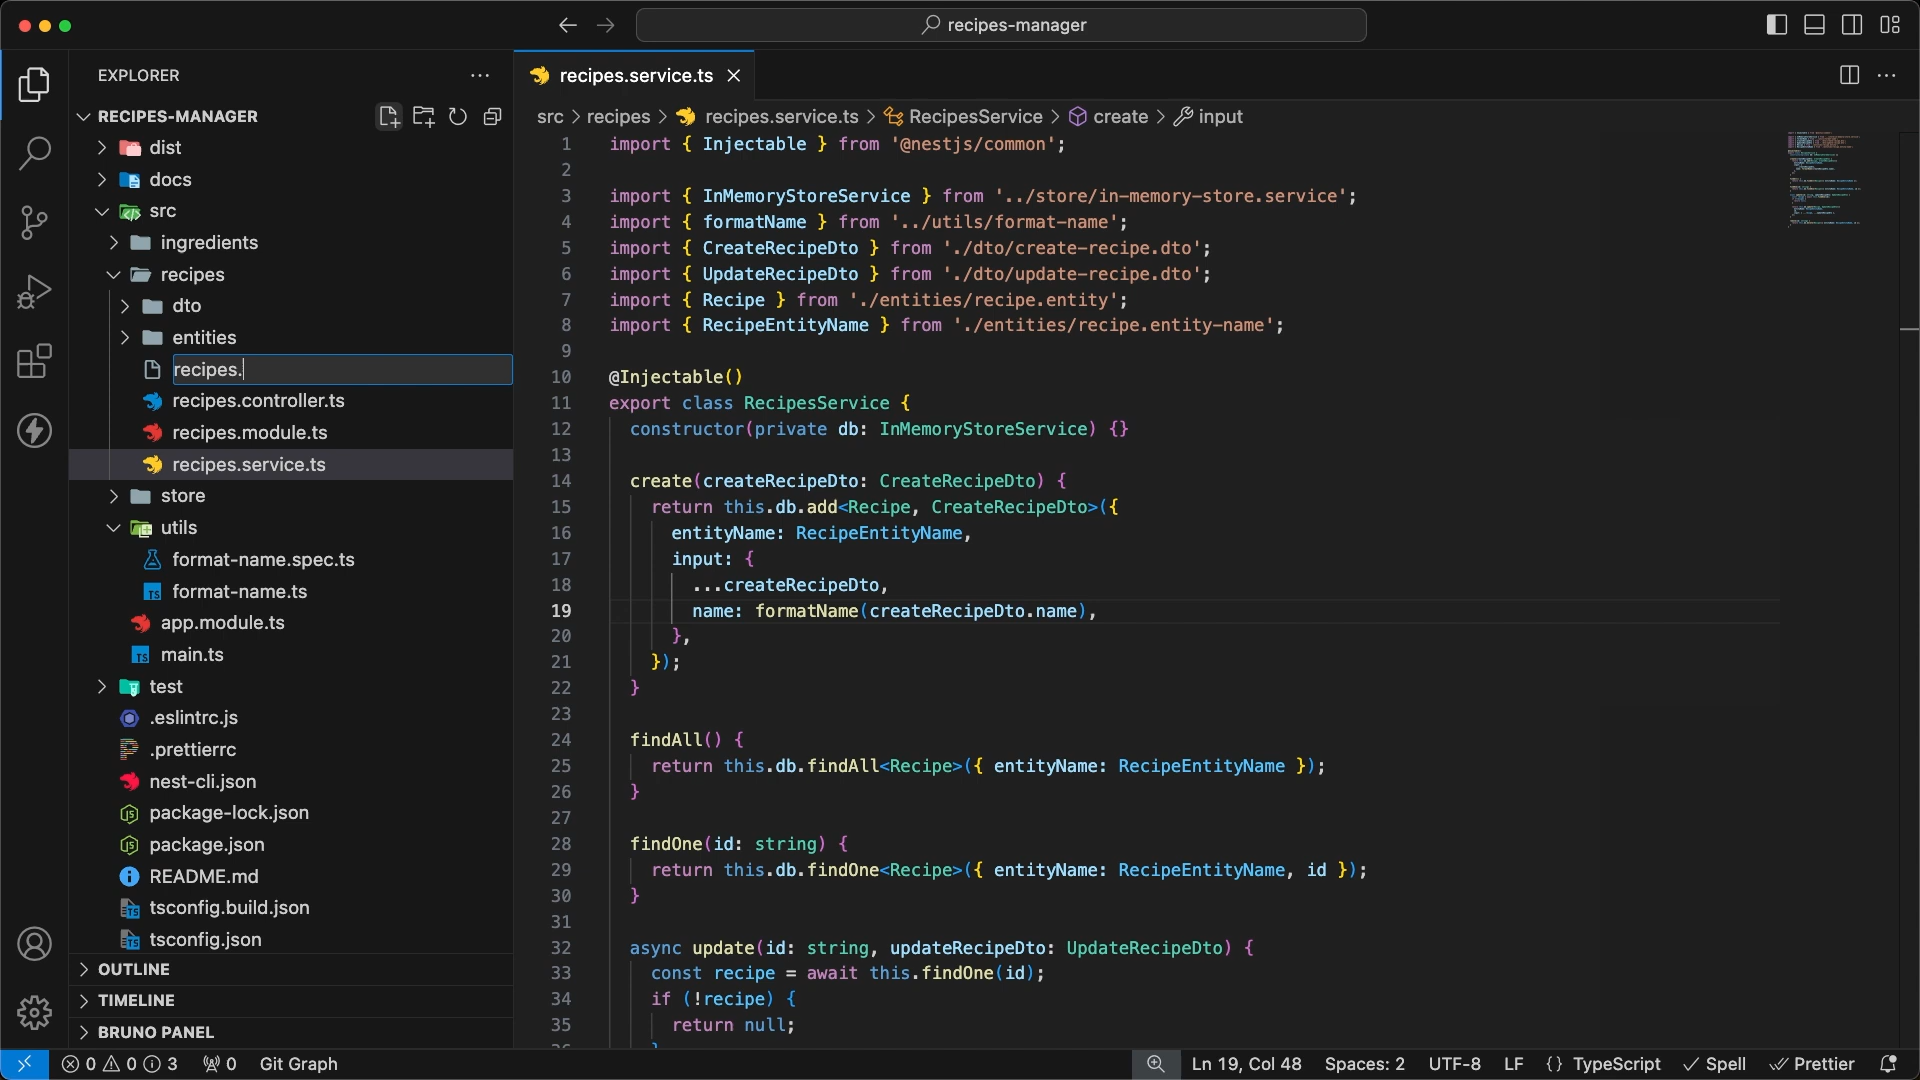 recipes-manager
EXPLORER
RECIPES-MANAGER
dist
docs
src
ingredients
recipes
dto
entities
recipes.
recipes.controller.ts
recipes.module.ts
recipes.service.ts
store
utils
format-name.spec.ts
format-name.ts
app.module.ts
main.ts
test
.eslintrc.js
.prettierrc
nest-cli.json
package-lock.json
package.json
README.md
tsconfig.build.json
tsconfig.json
OUTLINE
TIMELINE
BRUNO PANEL
recipes.service.ts
src > recipes > recipes.service.ts > RecipesService > create > input
1 import { Injectable } from '@nestjs/common';
2
3 import { InMemoryStoreService } from '../store/in-memory-store.service';
4 import { formatName } from '../utils/format-name';
5 import { CreateRecipeDto } from './dto/create-recipe.dto';
6 import { UpdateRecipeDto } from './dto/update-recipe.dto';
7 import { Recipe } from './entities/recipe.entity';
8 import { RecipeEntityName } from './entities/recipe.entity-name';
9
10 @Injectable()
11 export class RecipesService {
12 constructor(private db: InMemoryStoreService) {}
13
14 create(createRecipeDto: CreateRecipeDto) {
15 return this.db.add<Recipe, CreateRecipeDto>({
16 entityName: RecipeEntityName,
17 input: {
18 ...createRecipeDto,
19 name: formatName(createRecipeDto.name),
20 },
21 });
22 }
23
24 findAll() {
25 return this.db.findAll<Recipe>({ entityName: RecipeEntityName });
26 }
27
28 findOne(id: string) {
29 return this.db.findOne<Recipe>({ entityName: RecipeEntityName, id });
30 }
31
32 async update(id: string, updateRecipeDto: UpdateRecipeDto) {
33 const recipe = await this.findOne(id);
34 if (!recipe) {
35 return null;
0 0 3 0 Git Graph Ln 19, Col 48 Spaces: 2 UTF-8 LF {} TypeScript Spell Prettier